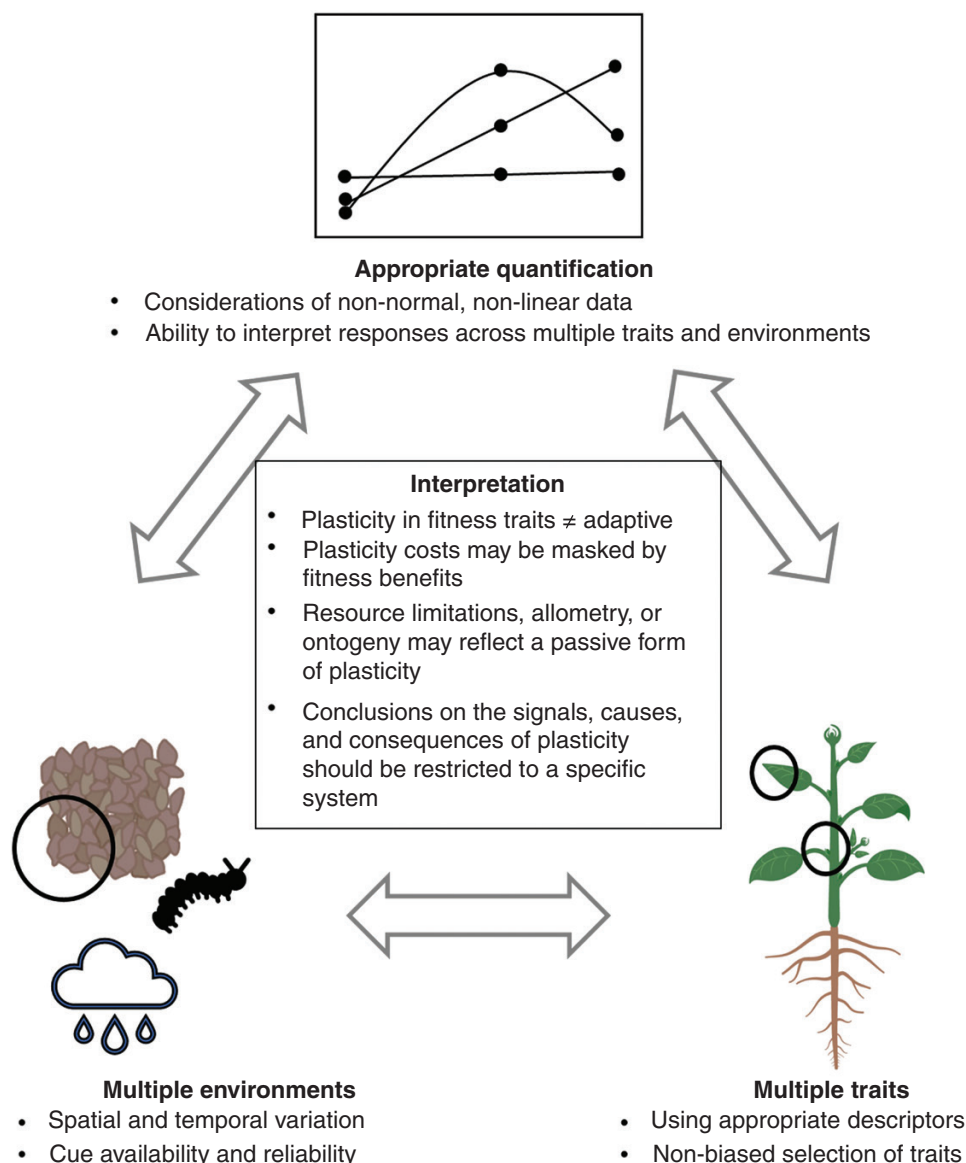 Appropriate quantification
• Considerations of non-normal, non-linear data
• Ability to interpret responses across multiple traits and environments
Interpretation
• Plasticity in fitness traits ≠ adaptive
• Plasticity costs may be masked by
fitness benefits
• Resource limitations, allometry, or
ontogeny may reflect a passive form
of plasticity
• Conclusions on the signals, causes,
and consequences of plasticity
should be restricted to a specific
system
Multiple environments
• Spatial and temporal variation
• Cue availability and reliability
Multiple traits
• Using appropriate descriptors
• Non-biased selection of traits